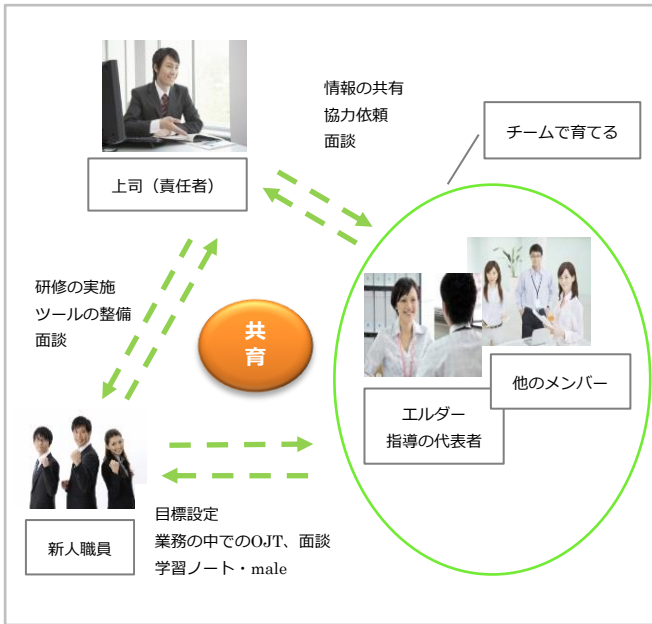 情報の共有
協力依頼
面談
チームで育てる
上司（責任者）
研修の実施
ツールの整備
面談
共
育
他のメンバー
エルダー
指導の代表者
新人職員
目標設定
業務の中でのOJT、面談
学習ノート・male